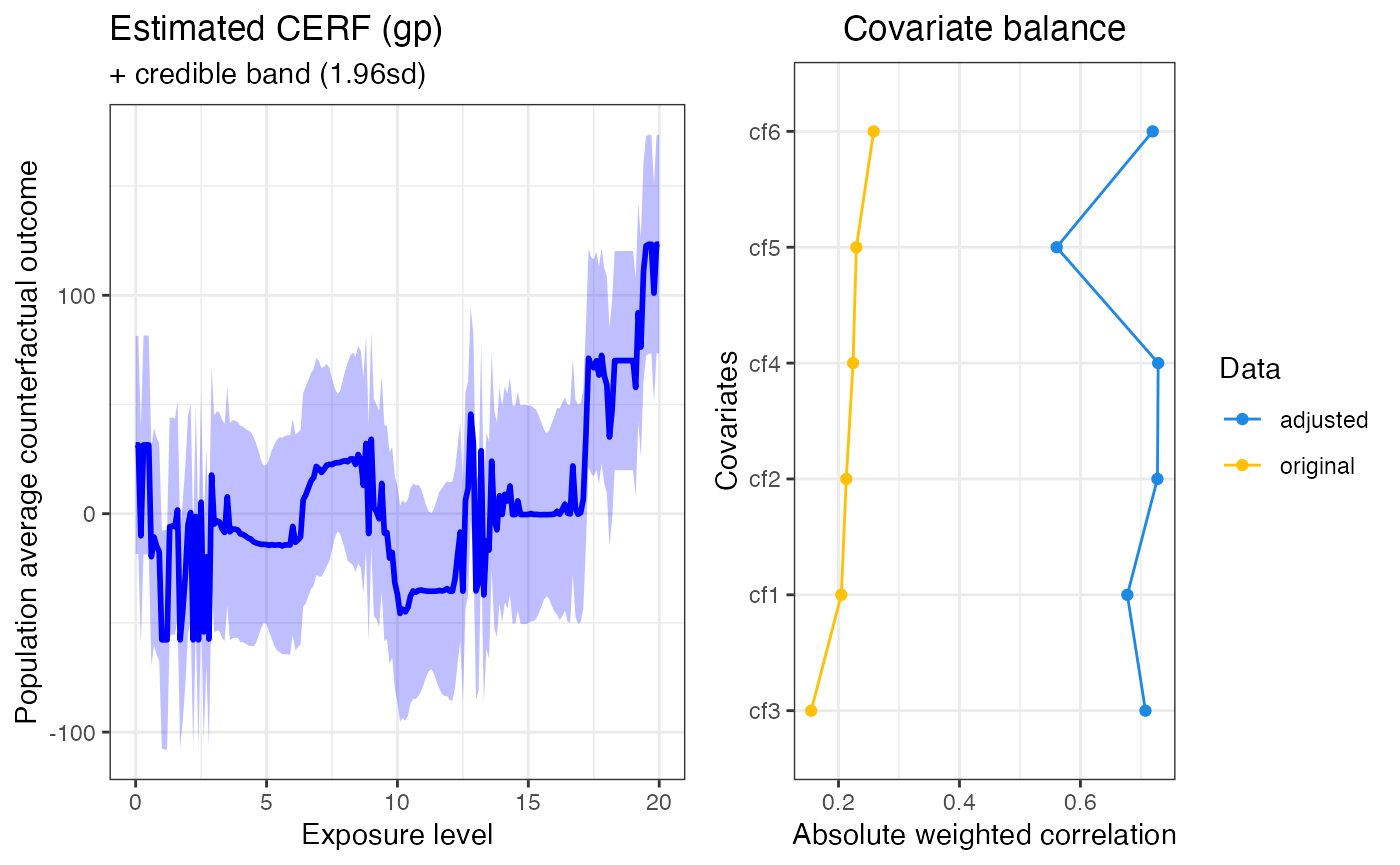 Estimated CERF (gp)
+ credible band (1.96sd)
Population average counterfactual outcome
100
0
-100
0 5 10 15 20
Exposure level
Covariate balance
Covariates
cf6
cf5
cf4
cf2
cf1
cf3
0.2 0.4 0.6
Absolute weighted correlation
Data
adjusted
original